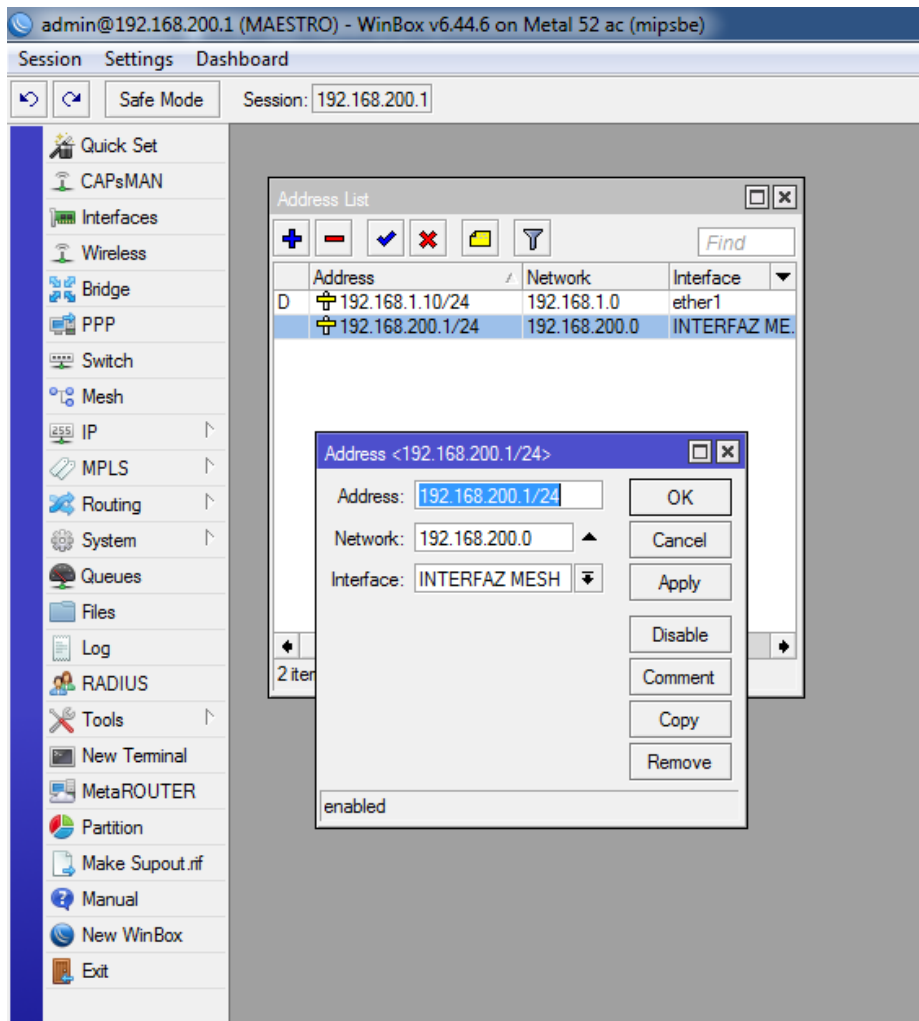 admin@192.168.200.1 (MAESTRO) - WinBox v6.44.6 on Metal 52 ac (mipsbe)
Session Settings Dashboard
Safe Mode Session: 192.168.200.1
Quick Set
CAPsMAN
Interfaces
Wireless
Bridge
PPP
Switch
Mesh
255 IP
MPLS
Routing
System
Queues
Files
Log
RADIUS
Tools
New Terminal
MetaROUTER
Partition
Make Supout.rif
Manual
New WinBox
Exit
Address List
Find
Address Network Interface
D 192.168.1.10/24 192.168.1.0 ether1
192.168.200.1/24 192.168.200.0 INTERFAZ ME.
2 iter
Address <192.168.200.1/24>
Address: 192.168.200.1/24 OK
Network: 192.168.200.0 Cancel
Interface: INTERFAZ MESH Apply
Disable
Comment
Copy
Remove
enabled